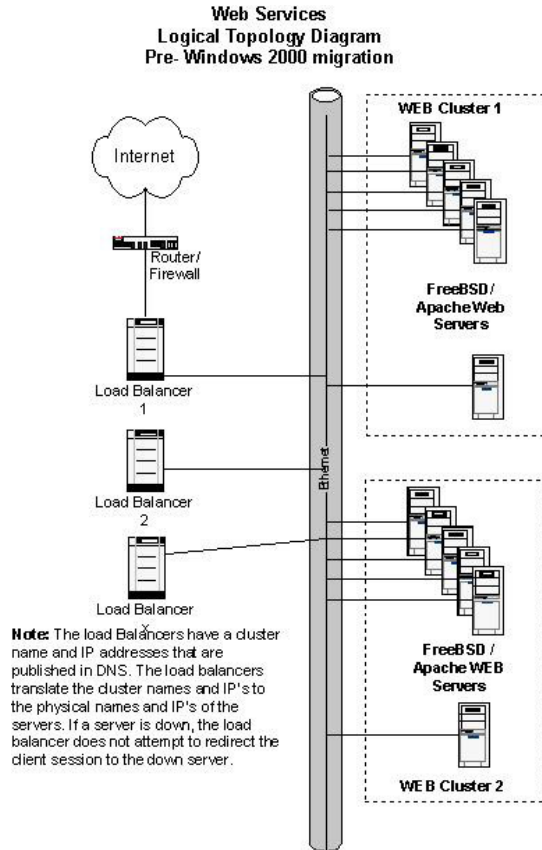 Web Services
Logical Topology Diagram
Pre- Windows 2000 migration
WEB Cluster 1
Internet
Router/
Firewall
FreeBSD /
Apache Web
Servers
Load Balancer
1
Load Balancer
2
Ethernet
Load Balancer
x
Note: The load Balancers have a cluster
name and IP addresses that are
published in DNS. The load balancers
translate the cluster names and IP's to
the physical names and IP's of the
servers. If a server is down, the load
balancer does not attempt to redirect the
client session to the down server.
FreeBSD /
Apache WEB
Servers
WEB Cluster 2